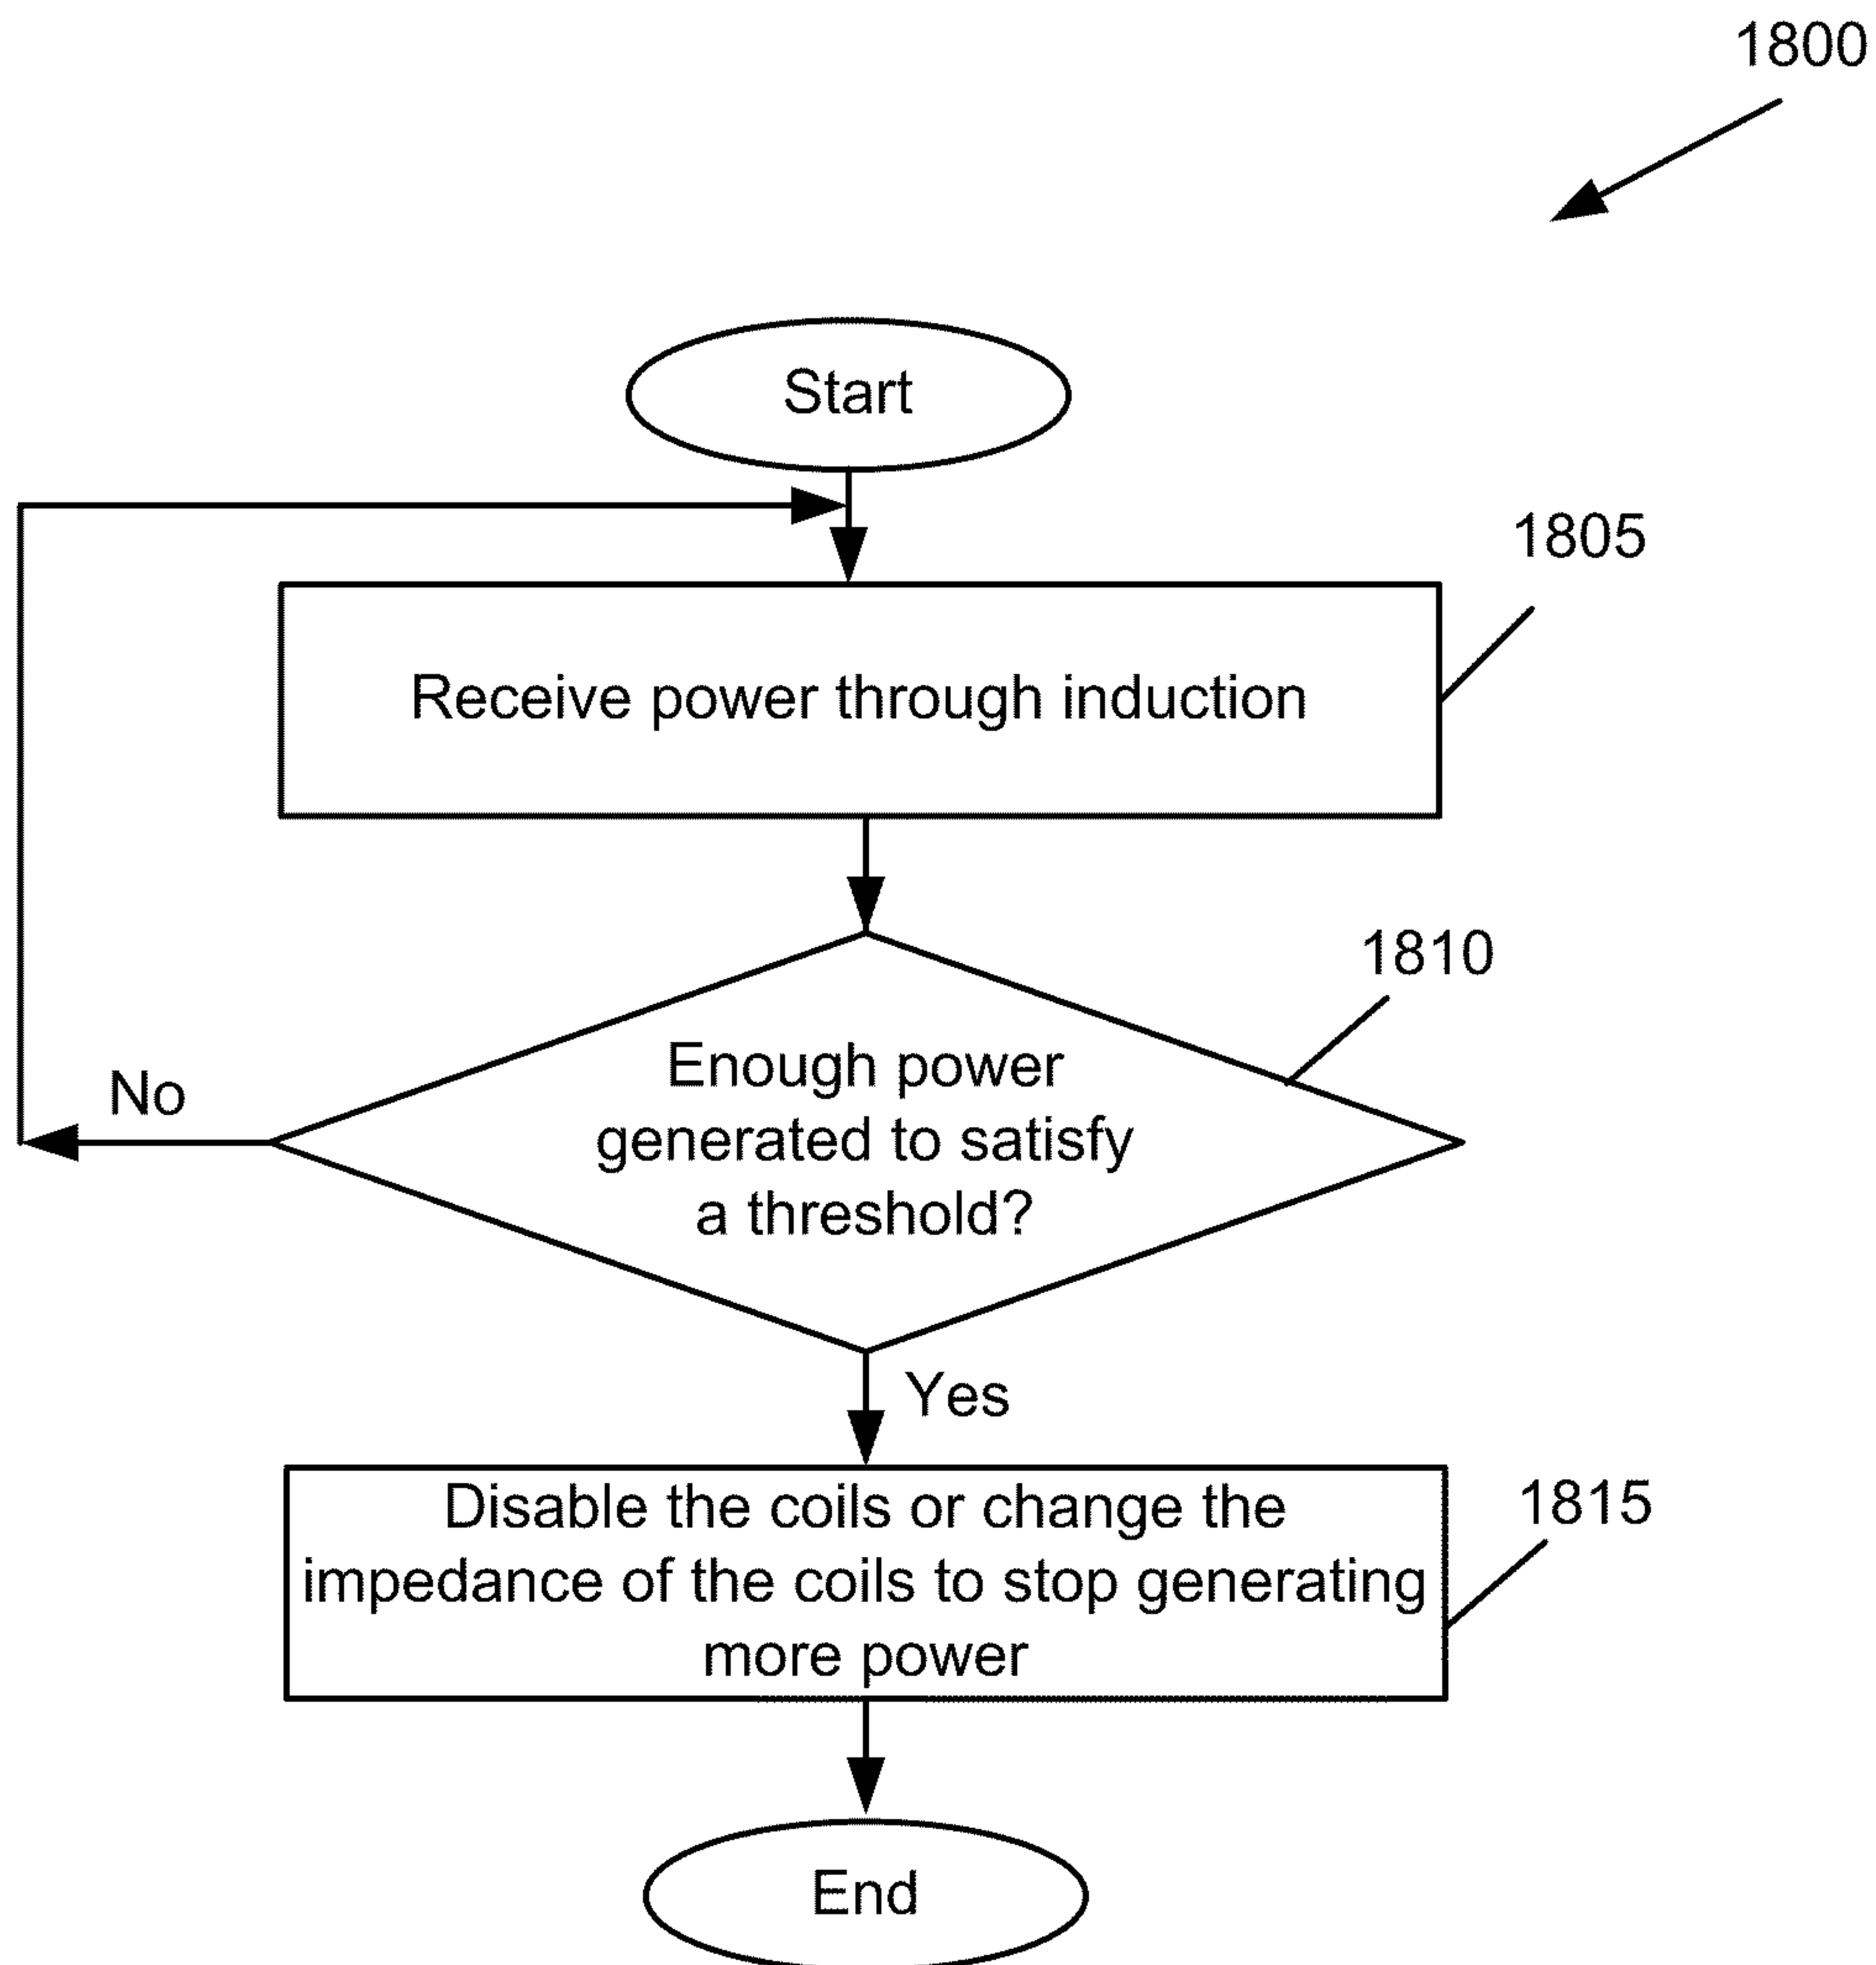 1800
Start
1805
Receive power through induction
1810
Enough power
generated to satisfy
a threshold?
No
Yes
1815
Disable the coils or change the
impedance of the coils to stop generating
more power
End